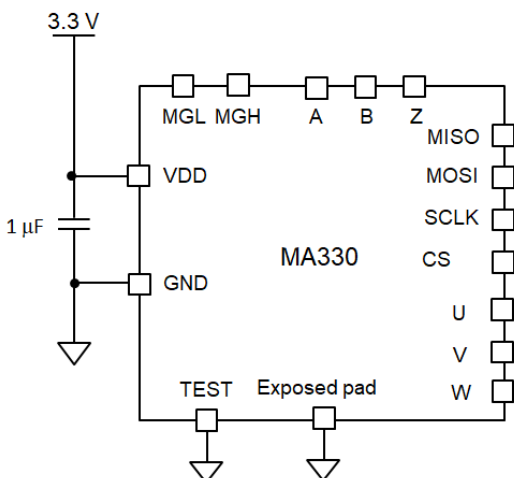 3.3 V
MGL MGH A B Z
MISO
VDD
MOSI
SCLK
1 μF
MA330
CS
GND
U
V
TEST Exposed pad
W